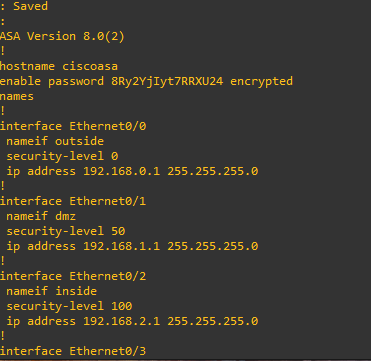 : Saved
:
ASA Version 8.0(2)
!
hostname ciscoasa
enable password 8Ry2YjIyt7RRXU24 encrypted
names
!
interface Ethernet0/0
nameif outside
security-level 0
ip address 192.168.0.1 255.255.255.0
!
interface Ethernet0/1
nameif dmz
security-level 50
ip address 192.168.1.1 255.255.255.0
!
interface Ethernet0/2
nameif inside
security-level 100
ip address 192.168.2.1 255.255.255.0
!
interface Ethernet0/3